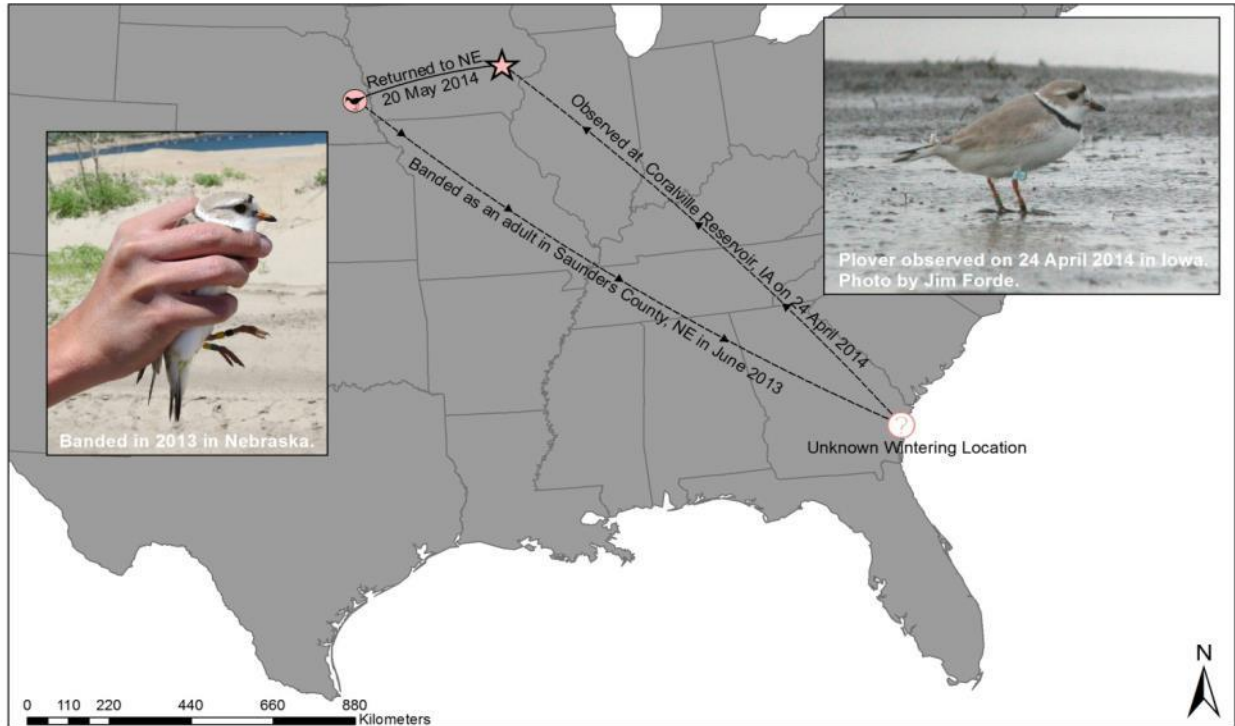 Returned to NE
20 May 2014
Observed at Coralville Reservoir, IA on 24 April 2014
Banded as an adult in Saunders County, NE in June 2013
Plover observed on 24 April 2014 in Iowa.
Photo by Jim Forde.
Banded in 2013 in Nebraska.
?
Unknown Wintering Location
N
0 110 220 440 660 880
Kilometers